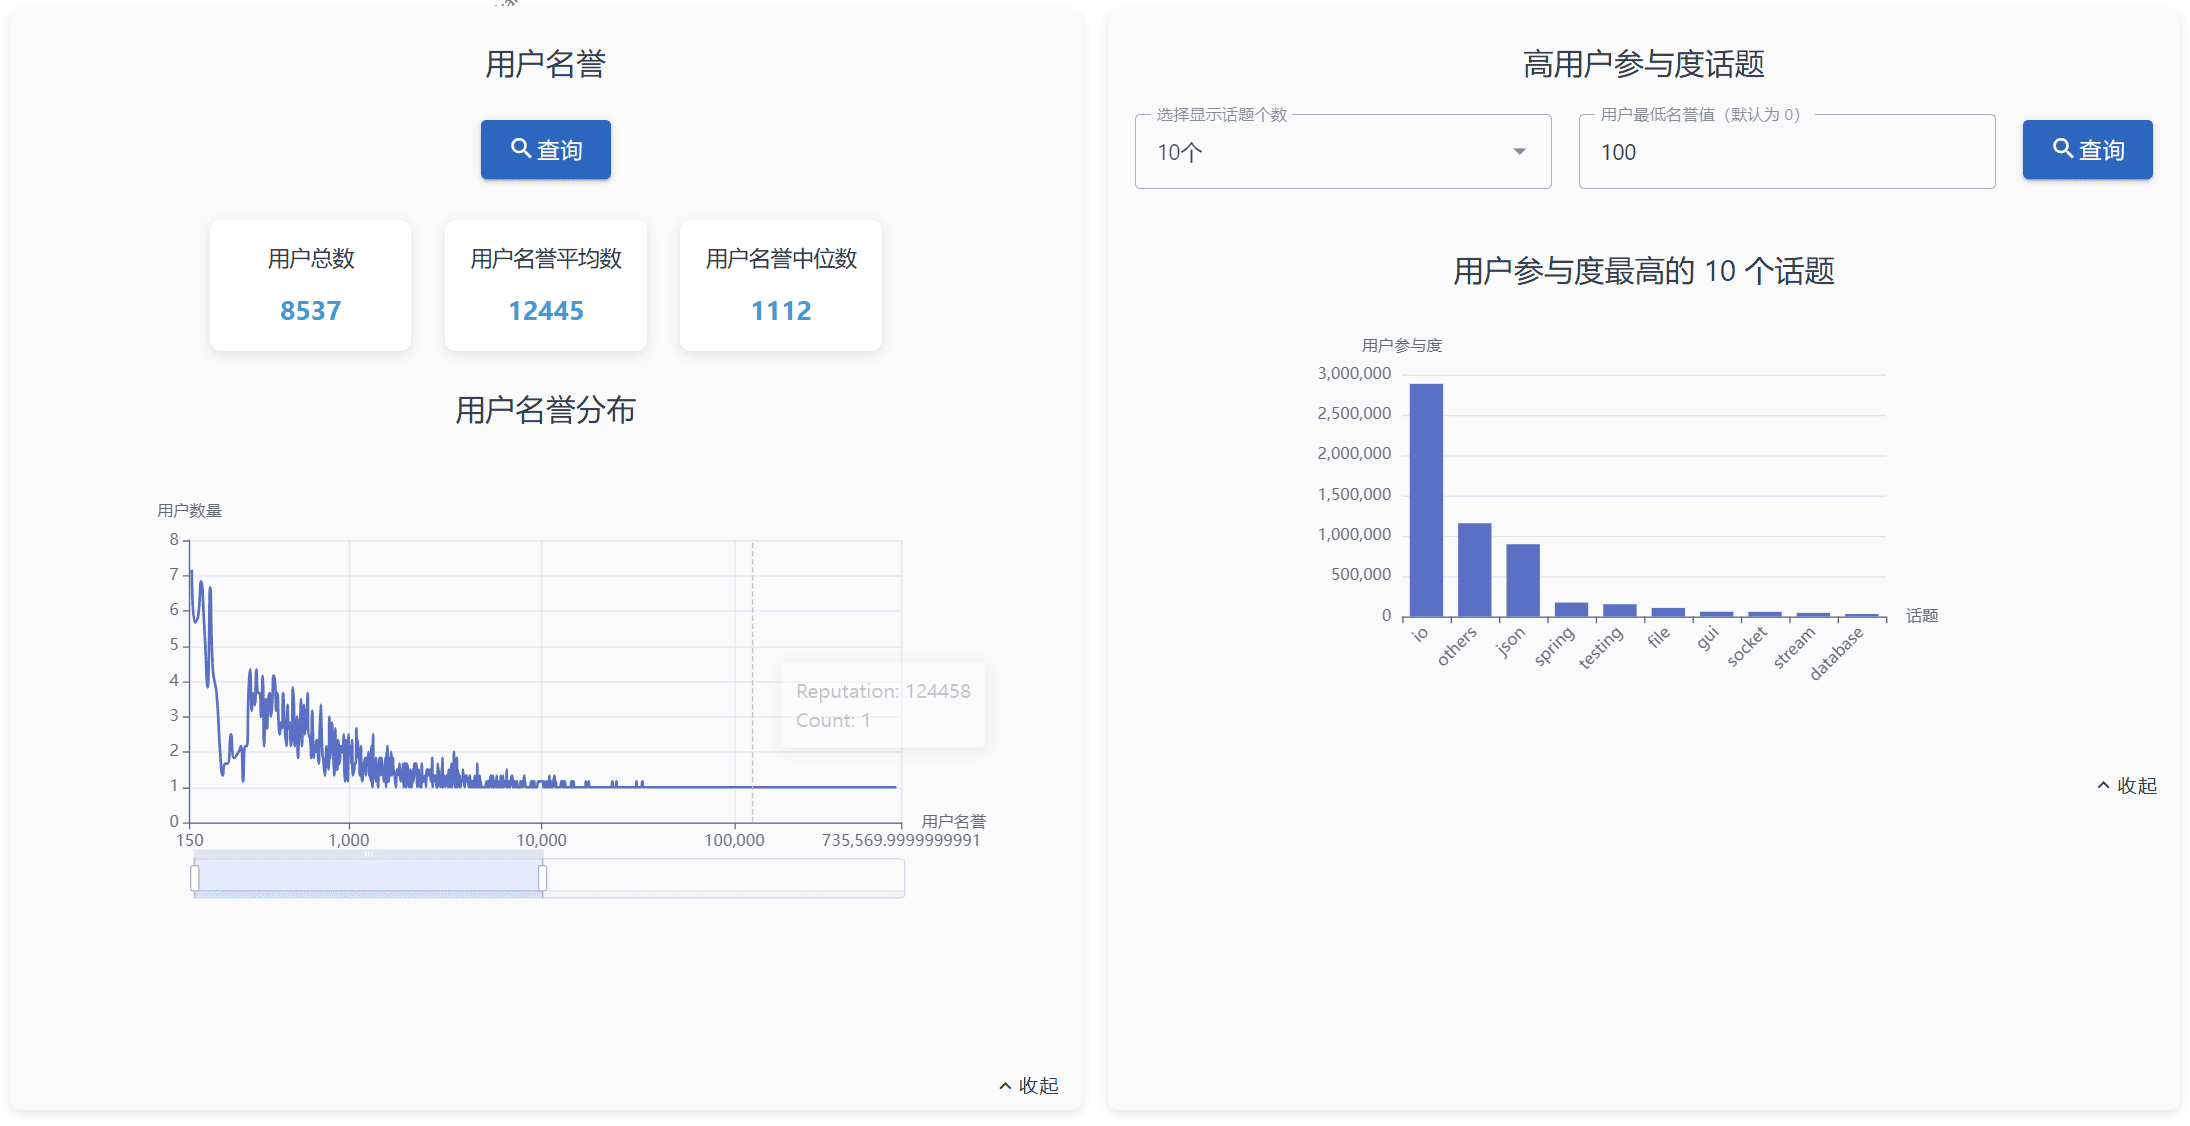 用户名誉
查询
用户总数
8537
用户名誉平均数
12445
用户名誉中位数
1112
用户名誉分布
用户数量
8
7
6
5
4
3
2
1
0
Reputation: 124458
Count: 1
用户名誉
150
1,000
10,000
100,000
735,569.9999999991
收起
高用户参与度话题
选择显示话题个数
10个
用户最低名誉值（默认为 0）
100
查询
用户参与度最高的 10 个话题
用户参与度
3,000,000
2,500,000
2,000,000
1,500,000
1,000,000
500,000
0
话题
io
others
json
spring
testing
file
gui
socket
stream
database
收起